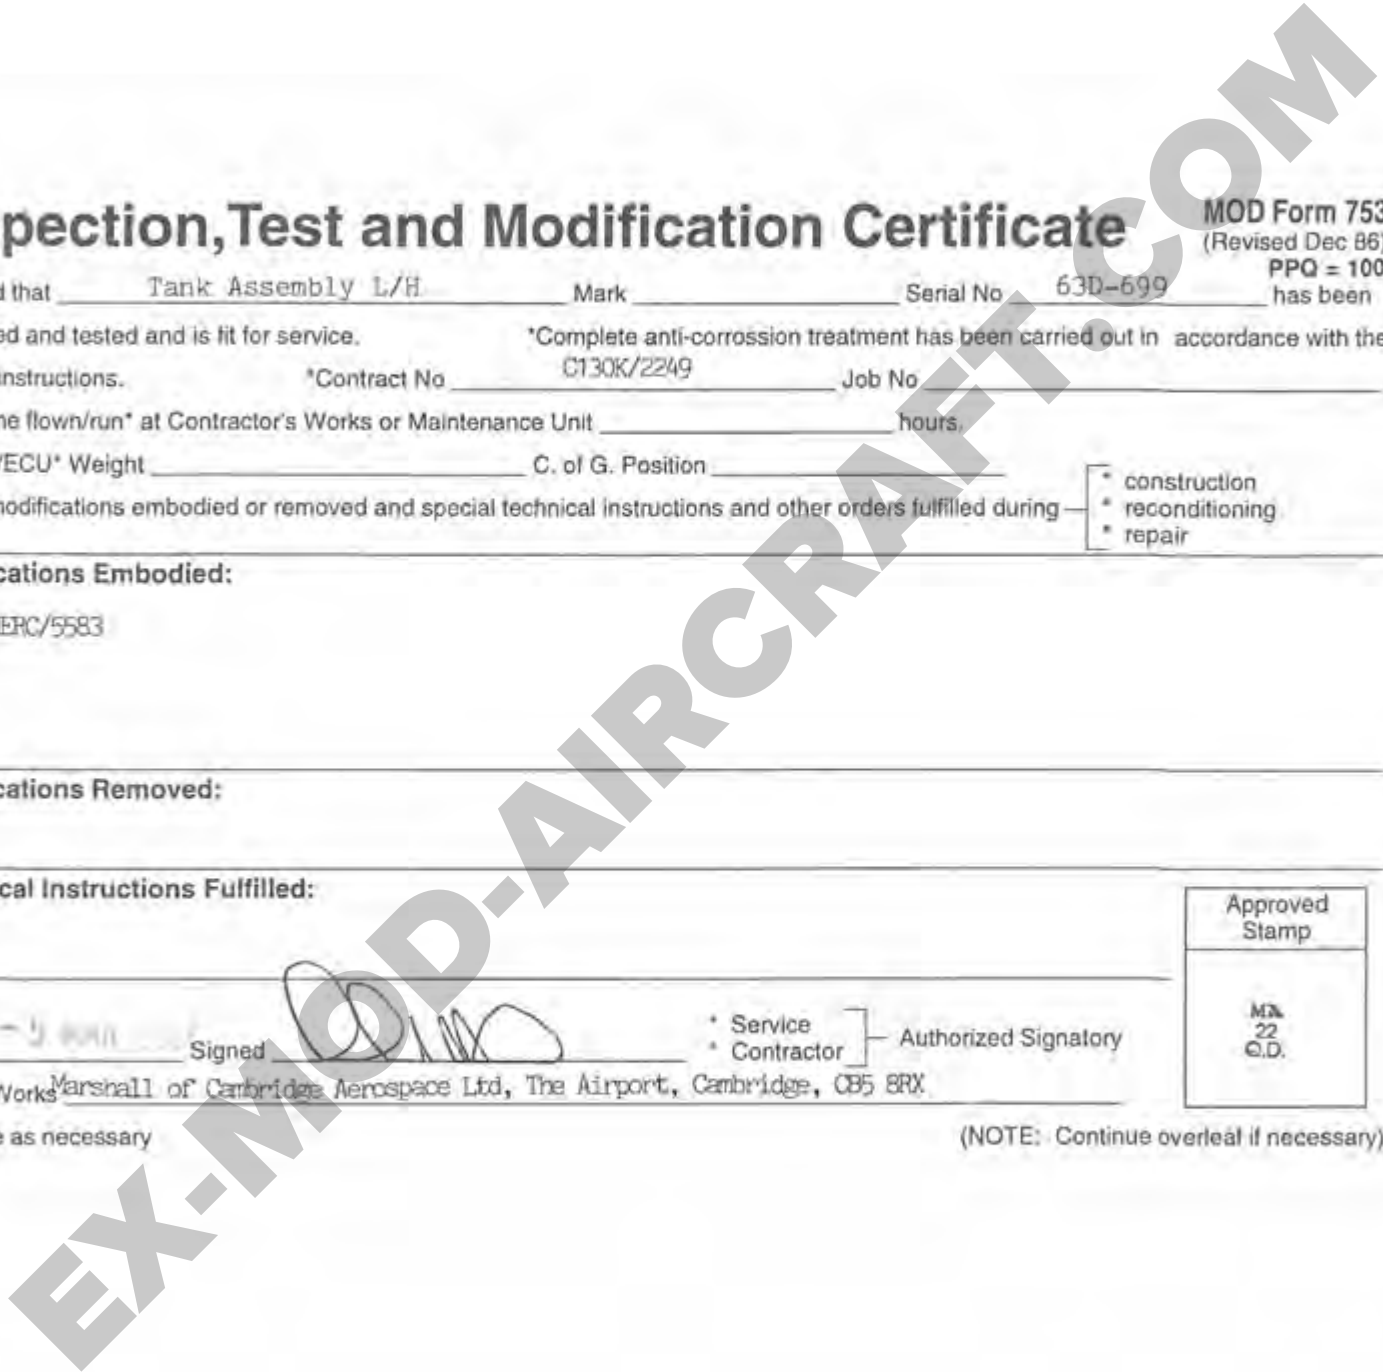 pection,Test and Modification Certificate
MOD Form 753
(Revised Dec 86)
PPQ = 100
d that Tank Assembly L/H Mark Serial No 63D-699 has been
ed and tested and is fit for service. *Complete anti-corrossion treatment has been carried out in accordance with the
instructions. *Contract No C130K/2249 Job No
me flown/run* at Contractor's Works or Maintenance Unit hours.
/ECU* Weight C. of G. Position
modifications embodied or removed and special technical instructions and other orders fulfilled during
* construction
* reconditioning
* repair
cations Embodied:
ERC/5583
cations Removed:
cal Instructions Fulfilled:
Approved
Stamp
22
Q.D.
Signed
* Service
* Contractor
Authorized Signatory
Works Marshall of Cambridge Aerospace Ltd, The Airport, Cambridge, CB5 8RX
e as necessary
(NOTE: Continue overleaf if necessary)
EX-MOD-AIRCRAFT.COM